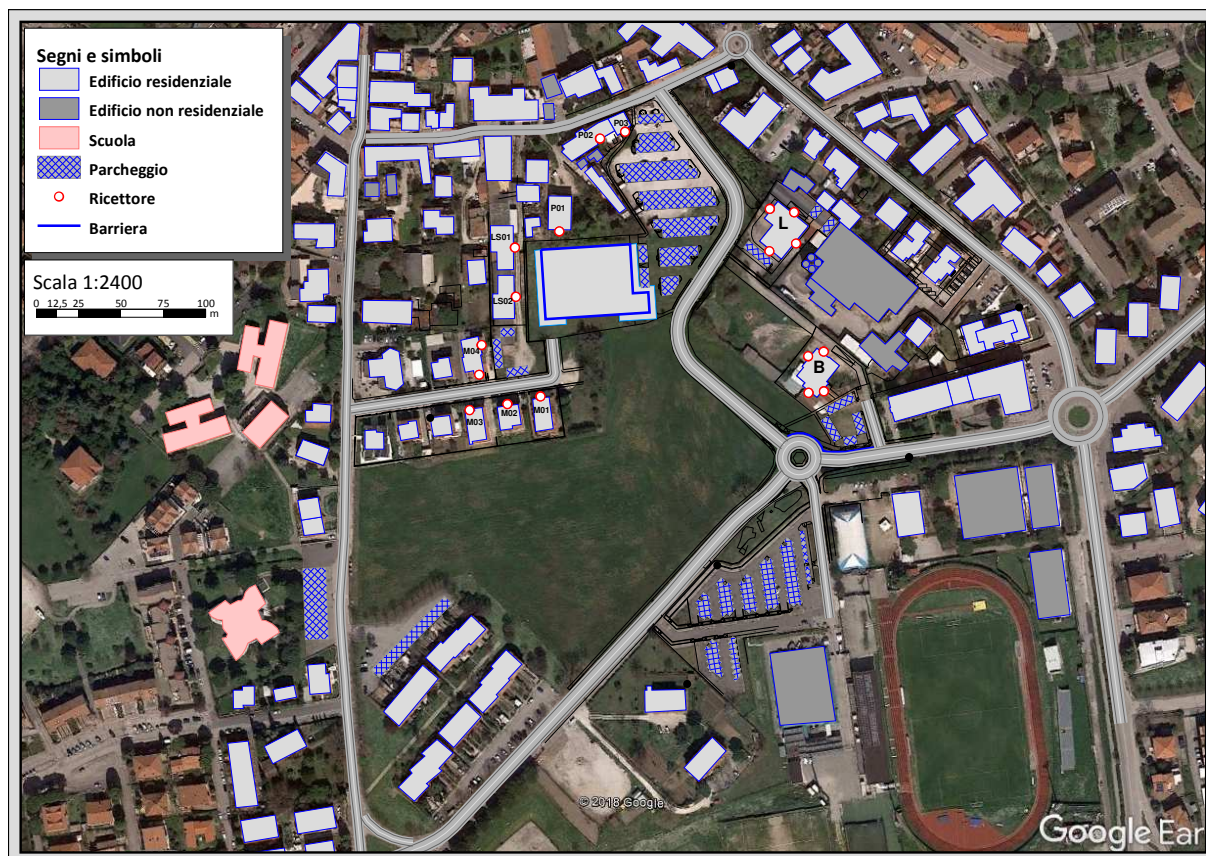 Segni e simboli
Edificio residenziale
Edificio non residenziale
Scuola
Parcheggio
Ricettore
Barriera
Scala 1:2400
0 12,5 25 50 75 100
m
P03
P02
P01
L
LS01
LS02
M04
B
M01
M02
M03
© 2018 Google
Google Ear